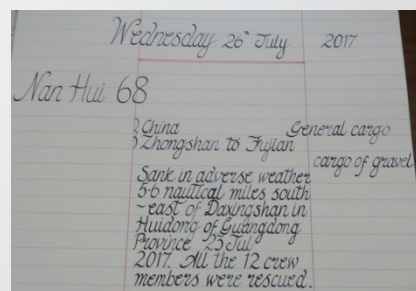 Wednesday 26th July 2017
Nan Hui 68
China General cargo
Zhongshan to Fujian
cargo of gravel
Sank in adverse weather
5·6 nautical miles south
~east of Daxingshan in
Huidong of Guangdong
Province 25 Jul
2017. All the 12 crew
members were rescued.